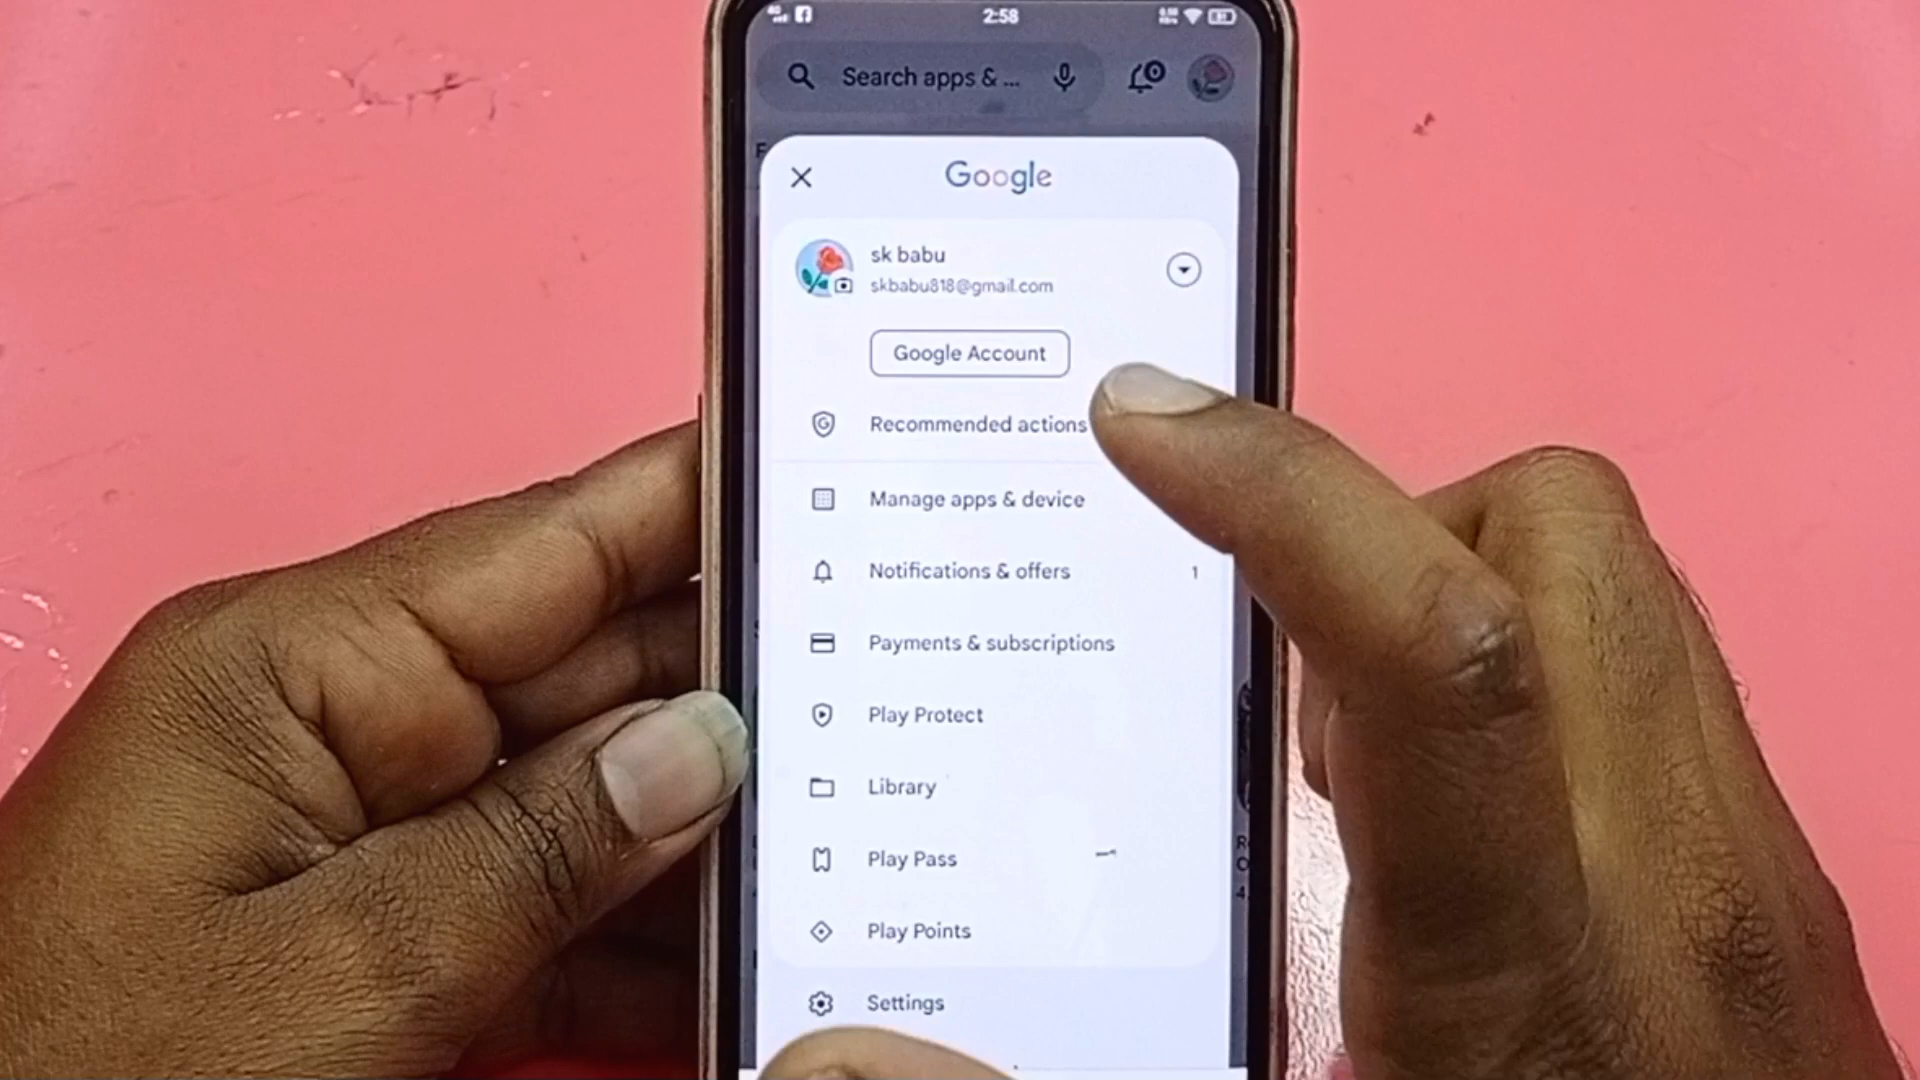 4G
2:58
Search apps & ...
Google
sk babu
skbabu818@gmail.com
Google Account
Recommended actions
Manage apps & device
Notifications & offers 1
Payments & subscriptions
Play Protect
Library
Play Pass
Play Points
Settings